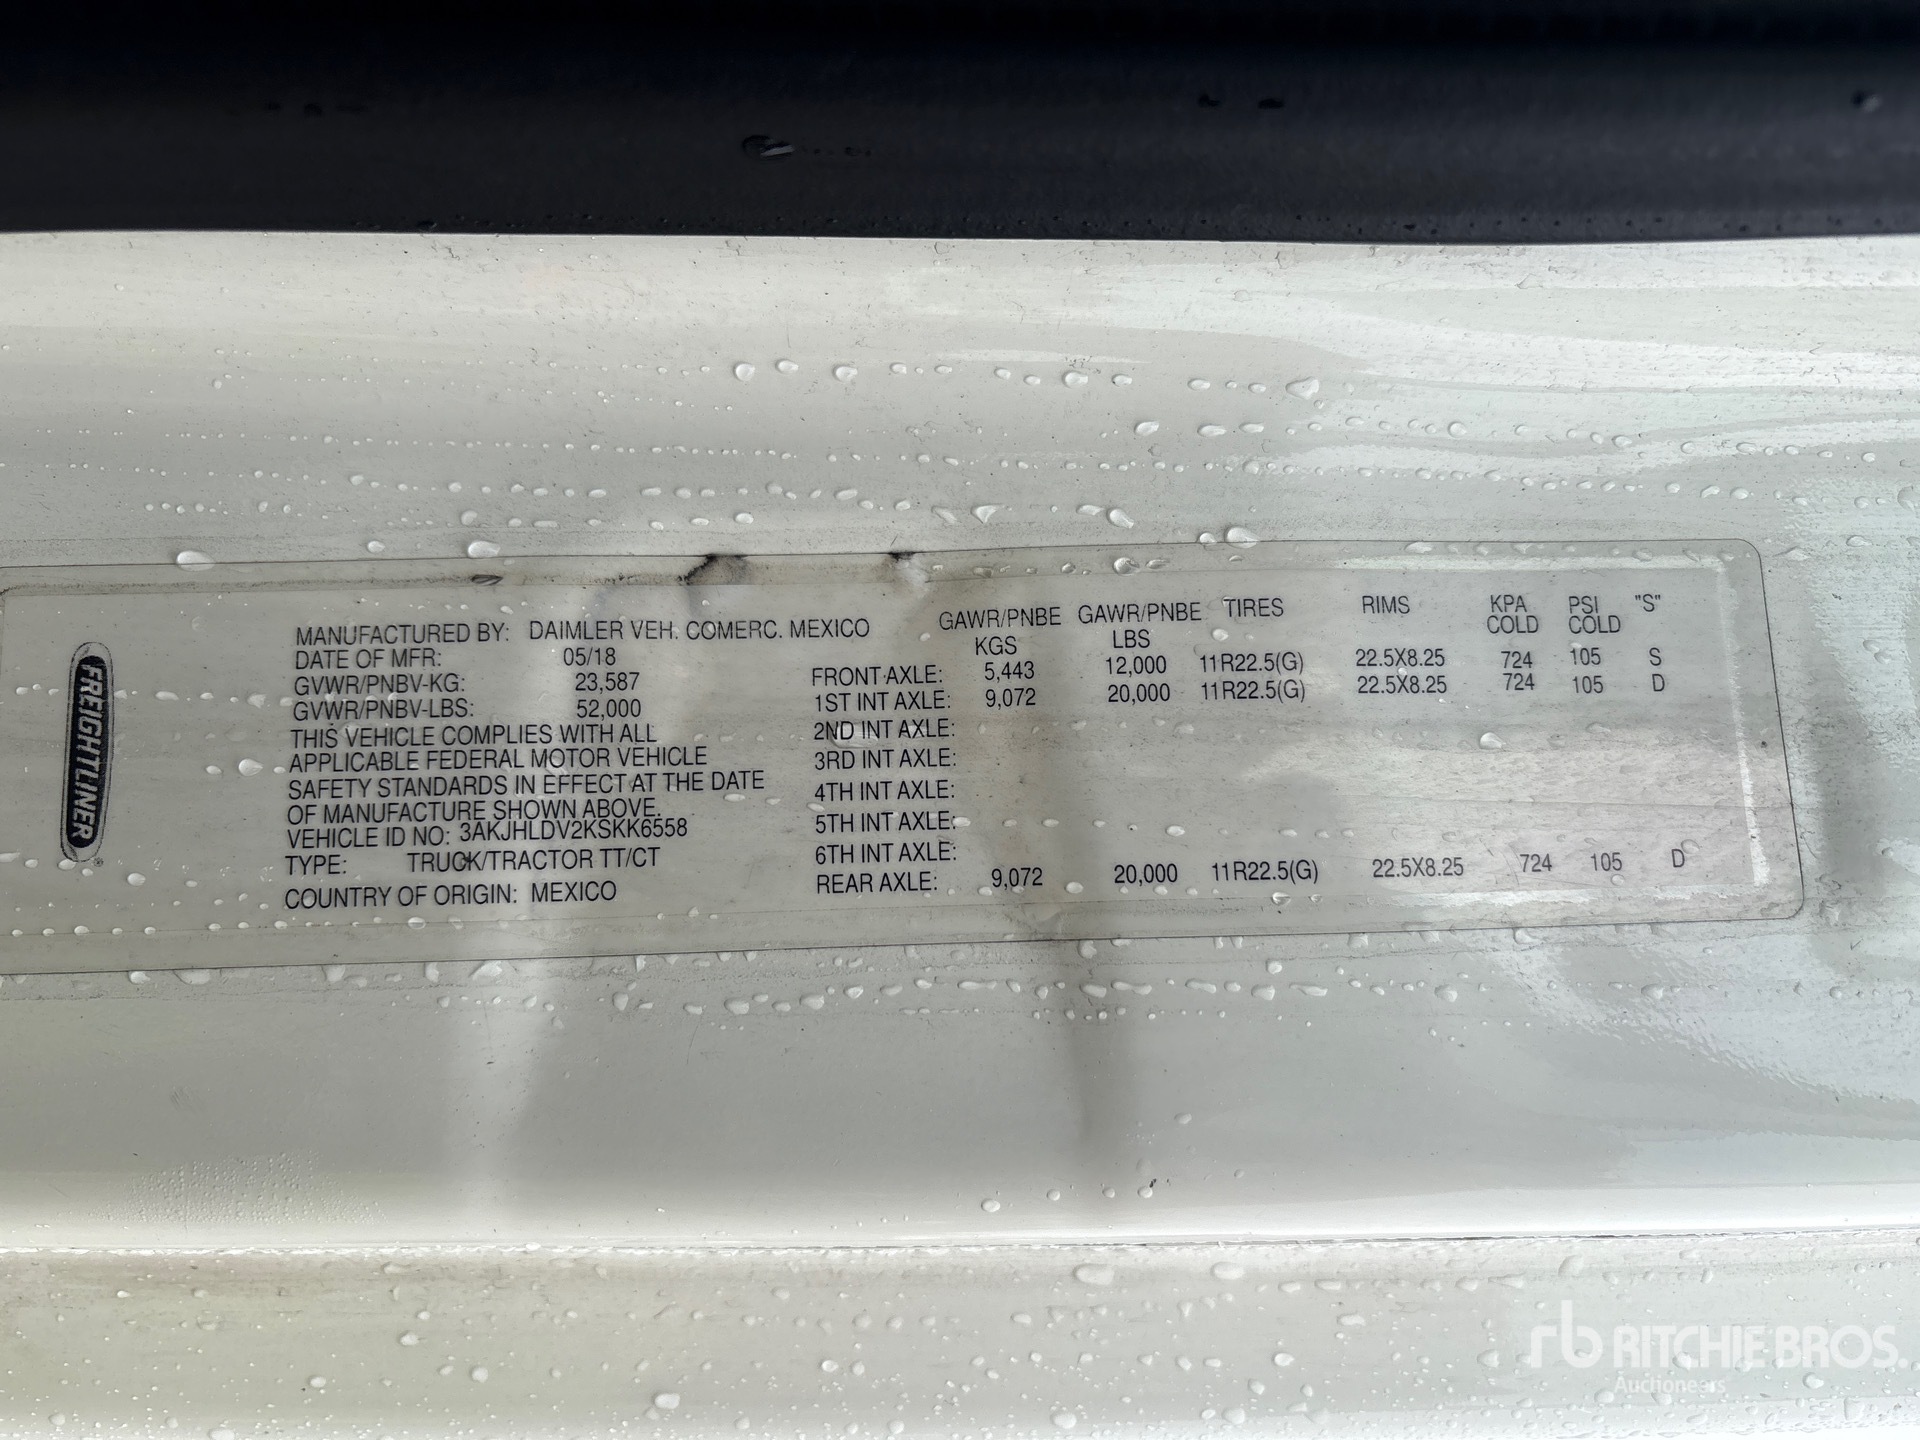 FREIGHTLINER
®
MANUFACTURED BY: DAIMLER VEH. COMERC. MEXICO
DATE OF MFR: 05/18
GVWR/PNBV-KG: 23,587
GVWR/PNBV-LBS: 52,000
THIS VEHICLE COMPLIES WITH ALL
APPLICABLE FEDERAL MOTOR VEHICLE
SAFETY STANDARDS IN EFFECT AT THE DATE
OF MANUFACTURE SHOWN ABOVE.
VEHICLE ID NO: 3AKJHLDV2KSKK6558
TYPE: TRUCK/TRACTOR TT/CT
COUNTRY OF ORIGIN: MEXICO
GAWR/PNBE KGS GAWR/PNBE LBS TIRES RIMS KPA COLD PSI COLD "S"
FRONT AXLE: 5,443 12,000 11R22.5(G) 22.5X8.25 724 105 S
1ST INT AXLE: 9,072 20,000 11R22.5(G) 22.5X8.25 724 105 D
2ND INT AXLE:
3RD INT AXLE:
4TH INT AXLE:
5TH INT AXLE:
6TH INT AXLE:
REAR AXLE: 9,072 20,000 11R22.5(G) 22.5X8.25 724 105 D
rb RITCHIE BROS.
Auctioneers